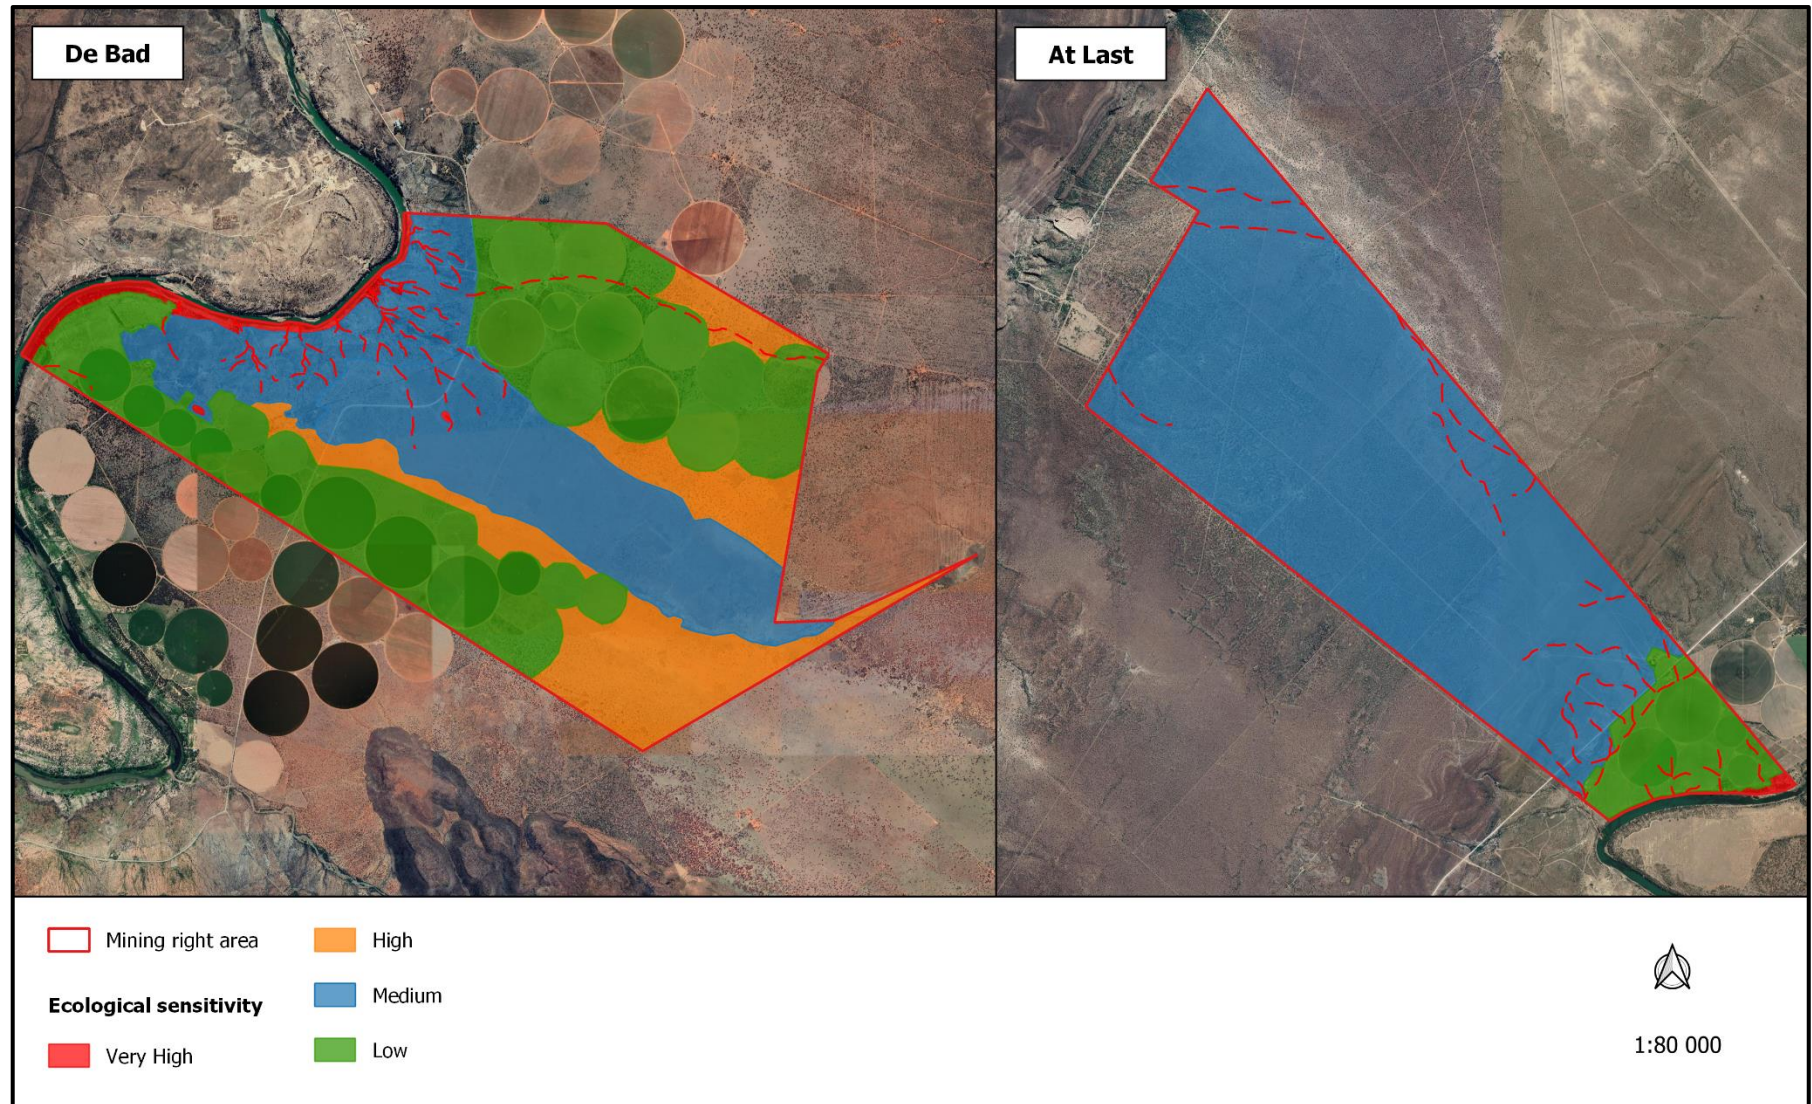 De Bad
At Last
Mining right area
Ecological sensitivity
Very High
High
Medium
Low
1:80 000